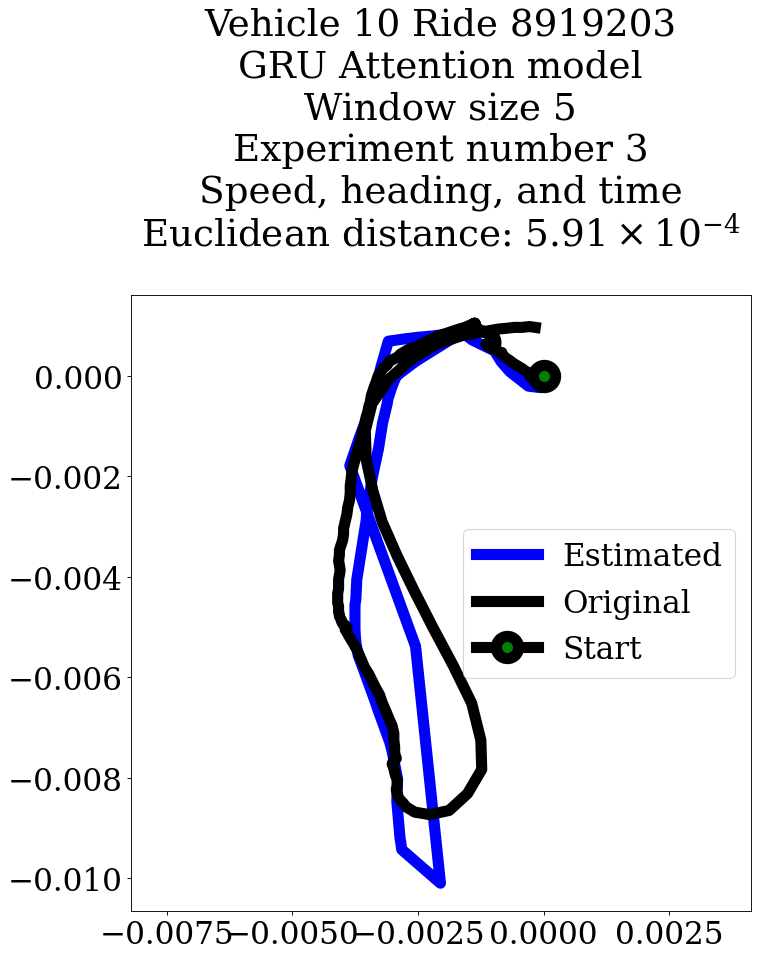 Vehicle 10 Ride 8919203
GRU Attention model
Window size 5
Experiment number 3
Speed, heading, and time
Euclidean distance: 5.91 × 10⁻⁴
0.000
−0.002
−0.004
−0.006
−0.008
−0.010
Estimated
Original
Start
−0.0075 −0.0050 −0.0025 0.0000 0.0025